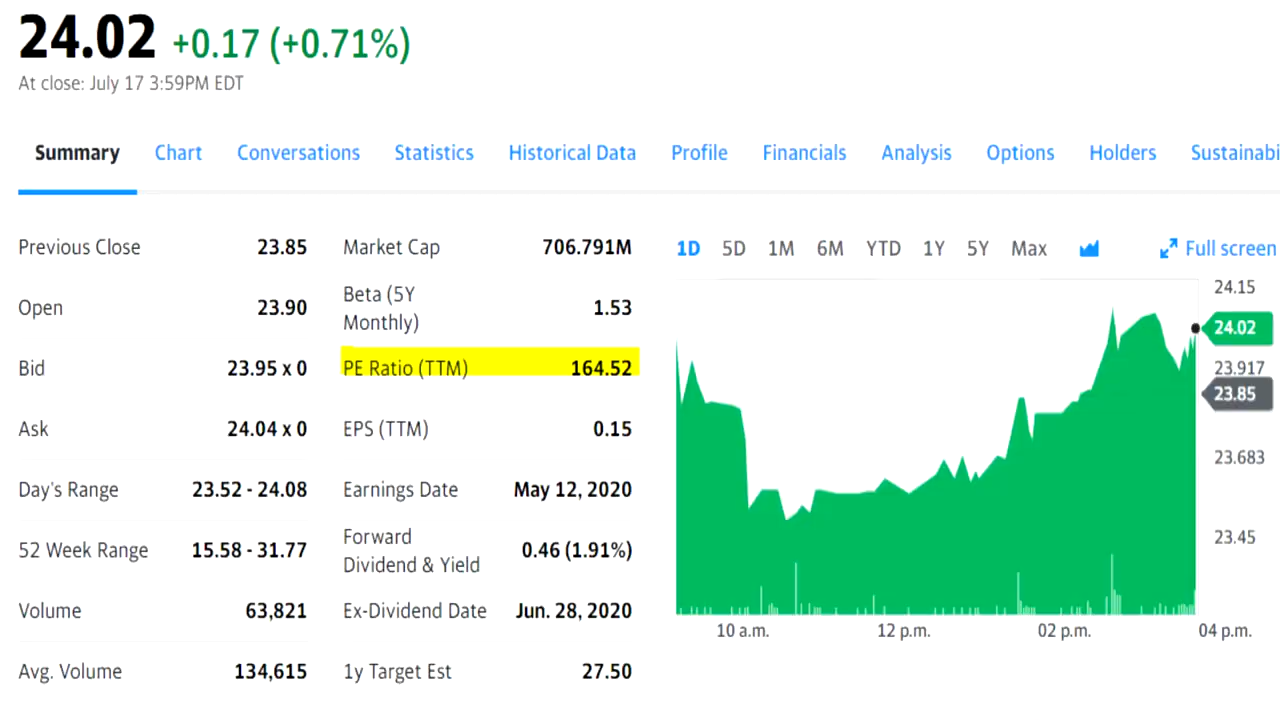 24.02 +0.17 (+0.71%)
At close: July 17 3:59PM EDT
Summary Chart Conversations Statistics Historical Data Profile Financials Analysis Options Holders Sustainabi
Previous Close 23.85
Open 23.90
Bid 23.95 x 0
Ask 24.04 x 0
Day's Range 23.52 - 24.08
52 Week Range 15.58 - 31.77
Volume 63,821
Avg. Volume 134,615
Market Cap 706.791M
Beta (5Y
Monthly) 1.53
PE Ratio (TTM) 164.52
EPS (TTM) 0.15
Earnings Date May 12, 2020
Forward
Dividend & Yield 0.46 (1.91%)
Ex-Dividend Date Jun. 28, 2020
1y Target Est 27.50
1D 5D 1M 6M YTD 1Y 5Y Max Full screen
24.15
24.02
23.917
23.85
23.683
23.45
10 a.m. 12 p.m. 02 p.m. 04 p.m.